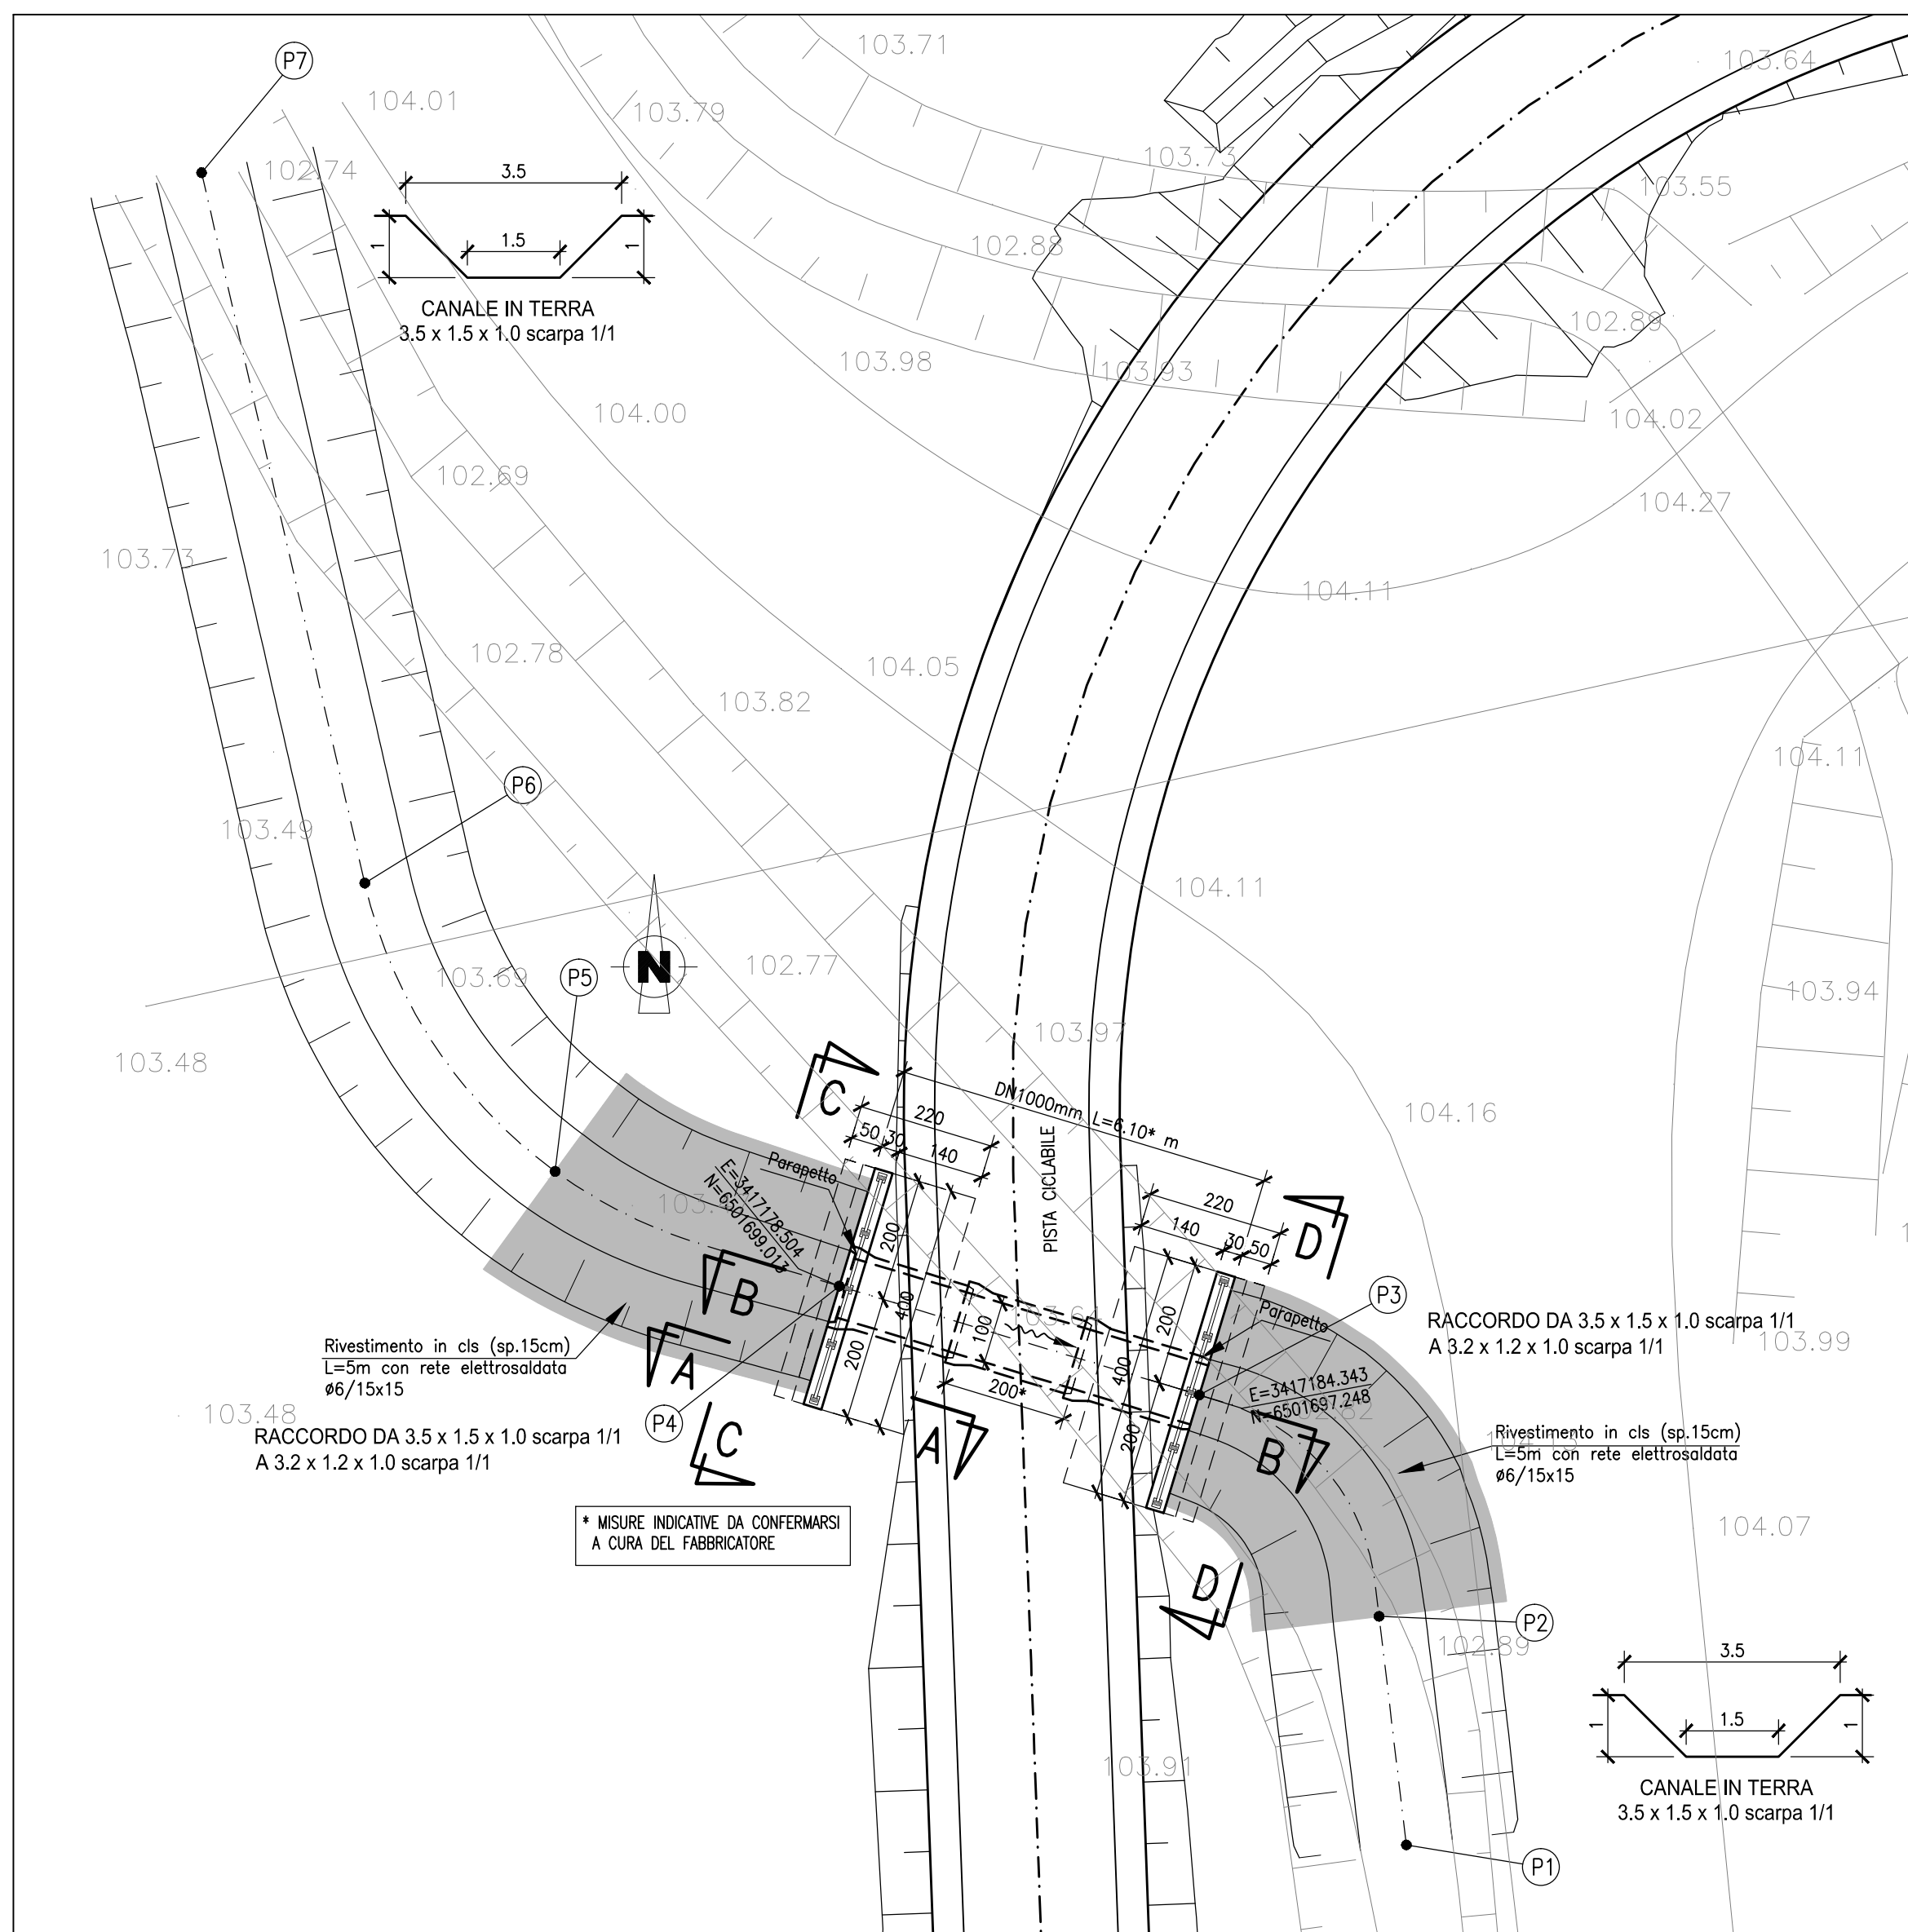 P7
103.71
103.64
104.01
103.79
103.73
102.74
3.5
103.55
1.5
1
1
102.88
CANALE IN TERRA
3.5 x 1.5 x 1.0 scarpa 1/1
102.89
103.98
103.93
104.00
104.02
102.69
104.27
103.73
104.11
102.78
104.05
103.82
104.11
P6
103.49
104.11
102.77
103.69
P5
N
103.94
103.97
103.48
C
DN1000mm L=6.10* m
220
104.16
50
30
140
PISTA CICLABILE
Parapetto
E=3417178.504
N=6501699.013
220
140
30
50
D
200
400
200
B
100
103.64
200
400
200
Parapetto
P3
RACCORDO DA 3.5 x 1.5 x 1.0 scarpa 1/1
A 3.2 x 1.2 x 1.0 scarpa 1/1
103.99
Rivestimento in cls (sp.15cm)
L=5m con rete elettrosaldata
ø6/15x15
A
200*
E=3417184.343
N=6501697.248
103.48
P4
RACCORDO DA 3.5 x 1.5 x 1.0 scarpa 1/1
A 3.2 x 1.2 x 1.0 scarpa 1/1
C
A
B
Rivestimento in cls (sp.15cm)
L=5m con rete elettrosaldata
ø6/15x15
* MISURE INDICATIVE DA CONFERMARSI
A CURA DEL FABBRICATORE
104.07
D
P2
102.89
3.5
1.5
1
1
103.91
CANALE IN TERRA
3.5 x 1.5 x 1.0 scarpa 1/1
P1